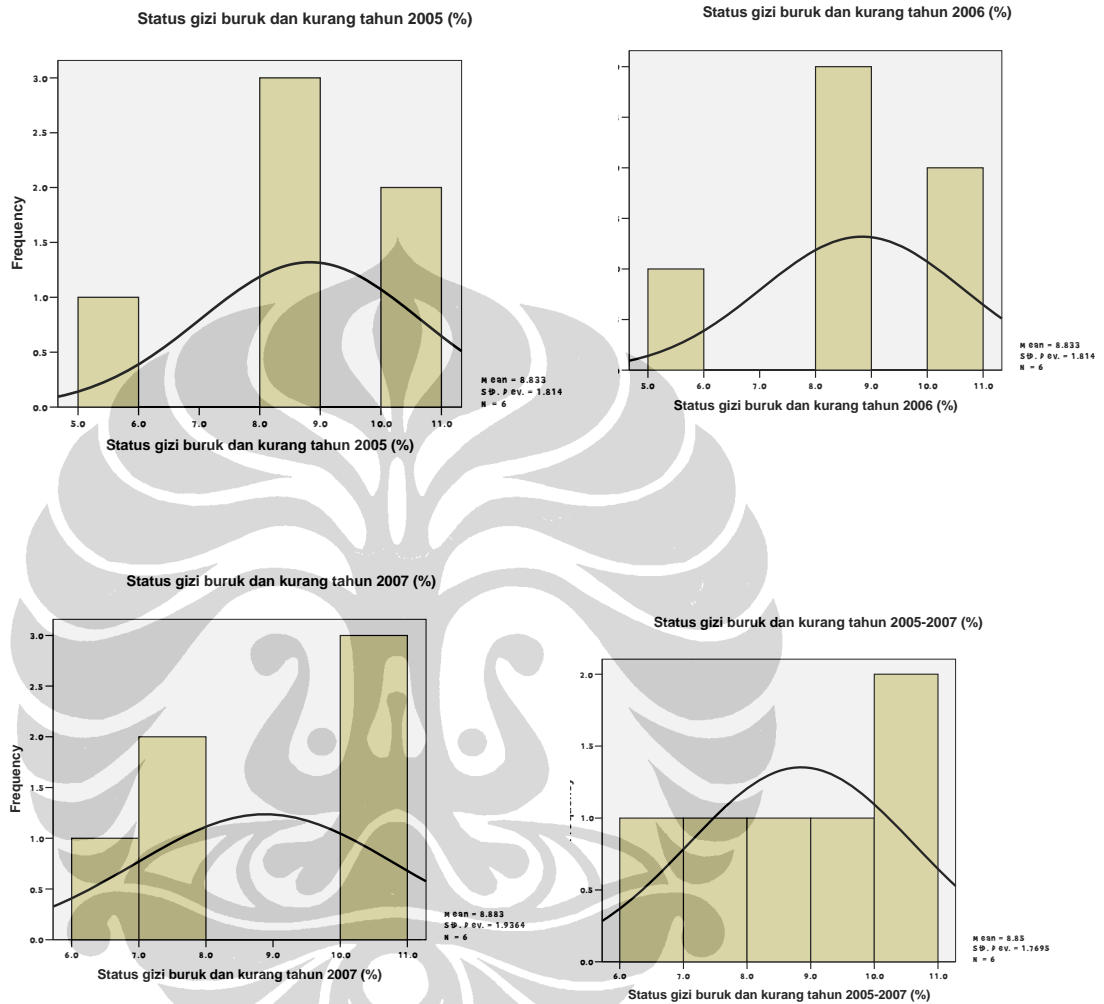 Status gizi buruk dan kurang tahun 2005 (%)
Frequency
3.0
2.5
2.0
1.5
1.0
0.5
0.0
5.0 6.0 7.0 8.0 9.0 10.0 11.0
Mean = 8.833
Std. Dev. = 1.814
N = 6
Status gizi buruk dan kurang tahun 2005 (%)
Status gizi buruk dan kurang tahun 2006 (%)
5.0 6.0 7.0 8.0 9.0 10.0 11.0
Mean = 8.833
Std. Dev. = 1.814
N = 6
Status gizi buruk dan kurang tahun 2006 (%)
Status gizi buruk dan kurang tahun 2007 (%)
Frequency
3.0
2.5
2.0
1.5
1.0
0.5
0.0
6.0 7.0 8.0 9.0 10.0 11.0
Mean = 8.883
Std. Dev. = 1.9364
N = 6
Status gizi buruk dan kurang tahun 2007 (%)
Status gizi buruk dan kurang tahun 2005-2007 (%)
2.0
1.5
1.0
0.5
0.0
6.0 7.0 8.0 9.0 10.0 11.0
Mean = 8.85
Std. Dev. = 1.7695
N = 6
Status gizi buruk dan kurang tahun 2005-2007 (%)